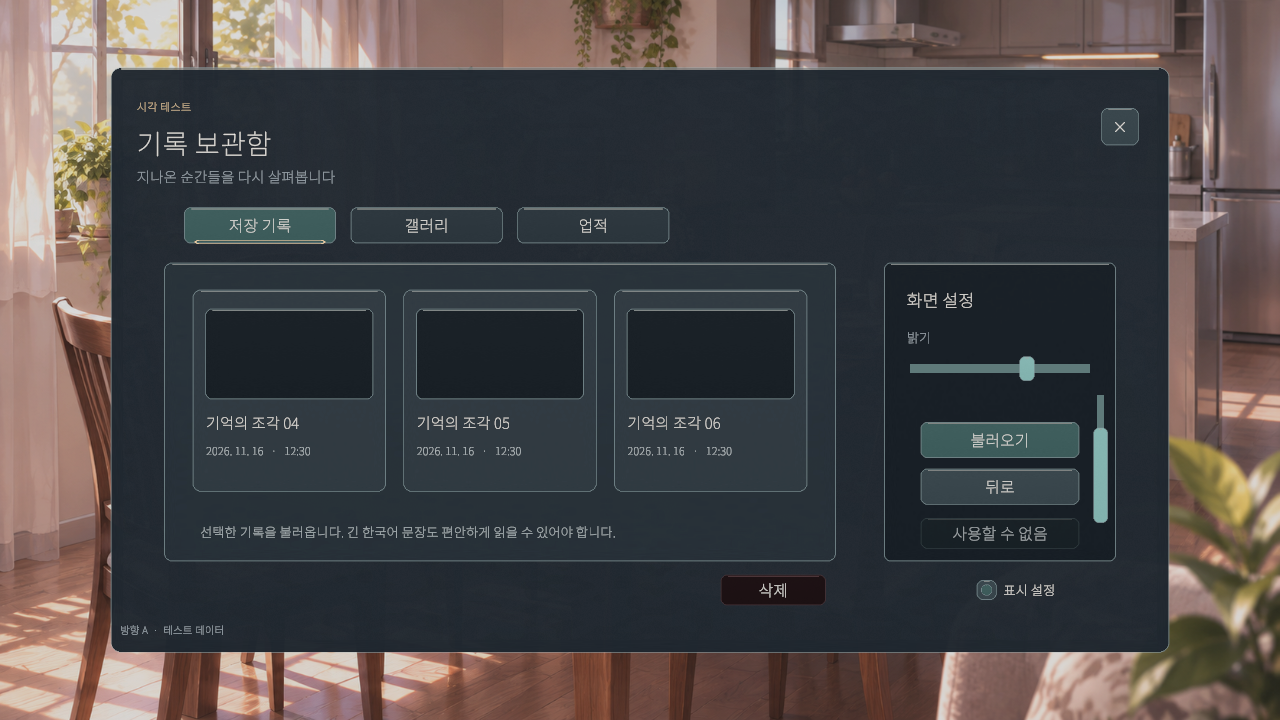 시각 테스트
기록 보관함
지나온 순간들을 다시 살펴봅니다
저장 기록
갤러리
업적
기억의 조각 04
2026. 11. 16 · 12:30
기억의 조각 05
2026. 11. 16 · 12:30
기억의 조각 06
2026. 11. 16 · 12:30
선택한 기록을 불러옵니다. 긴 한국어 문장도 편안하게 읽을 수 있어야 합니다.
삭제
화면 설정
밝기
불러오기
뒤로
사용할 수 없음
표시 설정
방향 A · 테스트 데이터